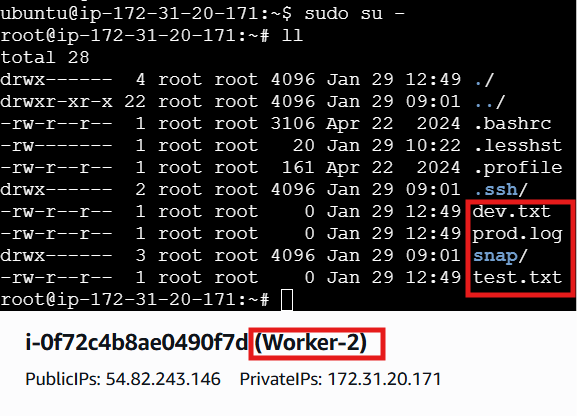 ubuntu@ip-172-31-20-171:~$ sudo su -
root@ip-172-31-20-171:~# ll
total 28
drwx------  4 root root 4096 Jan 29 12:49 ./
drwxr-xr-x 22 root root 4096 Jan 29 09:01 ../
-rw-r--r--  1 root root 3106 Apr 22  2024 .bashrc
-rw-------  1 root root   20 Jan 29 10:22 .lesshst
-rw-r--r--  1 root root  161 Apr 22  2024 .profile
drwx------  2 root root 4096 Jan 29 09:01 .ssh/
-rw-r--r--  1 root root    0 Jan 29 12:49 dev.txt
-rw-r--r--  1 root root    0 Jan 29 12:49 prod.log
drwx------  3 root root 4096 Jan 29 09:01 snap/
-rw-r--r--  1 root root    0 Jan 29 12:49 test.txt
root@ip-172-31-20-171:~#
i-0f72c4b8ae0490f7d (Worker-2)
PublicIPs: 54.82.243.146 PrivateIPs: 172.31.20.171